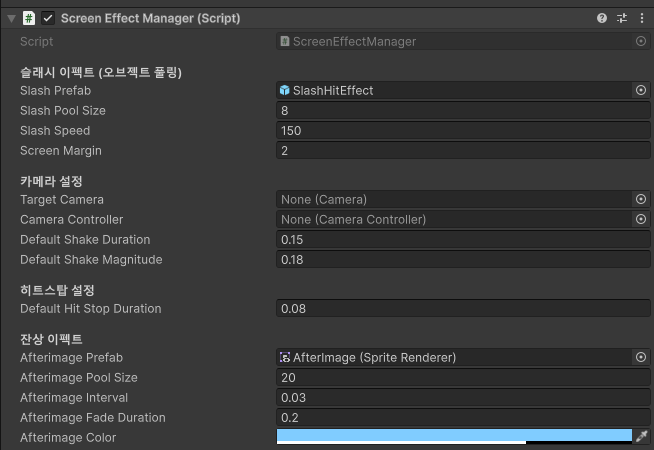 Screen Effect Manager (Script)
Script ScreenEffectManager
슬래시 이펙트 (오브젝트 풀링)
Slash Prefab SlashHitEffect
Slash Pool Size 8
Slash Speed 150
Screen Margin 2
카메라 설정
Target Camera None (Camera)
Camera Controller None (Camera Controller)
Default Shake Duration 0.15
Default Shake Magnitude 0.18
히트스탑 설정
Default Hit Stop Duration 0.08
잔상 이펙트
Afterimage Prefab AfterImage (Sprite Renderer)
Afterimage Pool Size 20
Afterimage Interval 0.03
Afterimage Fade Duration 0.2
Afterimage Color